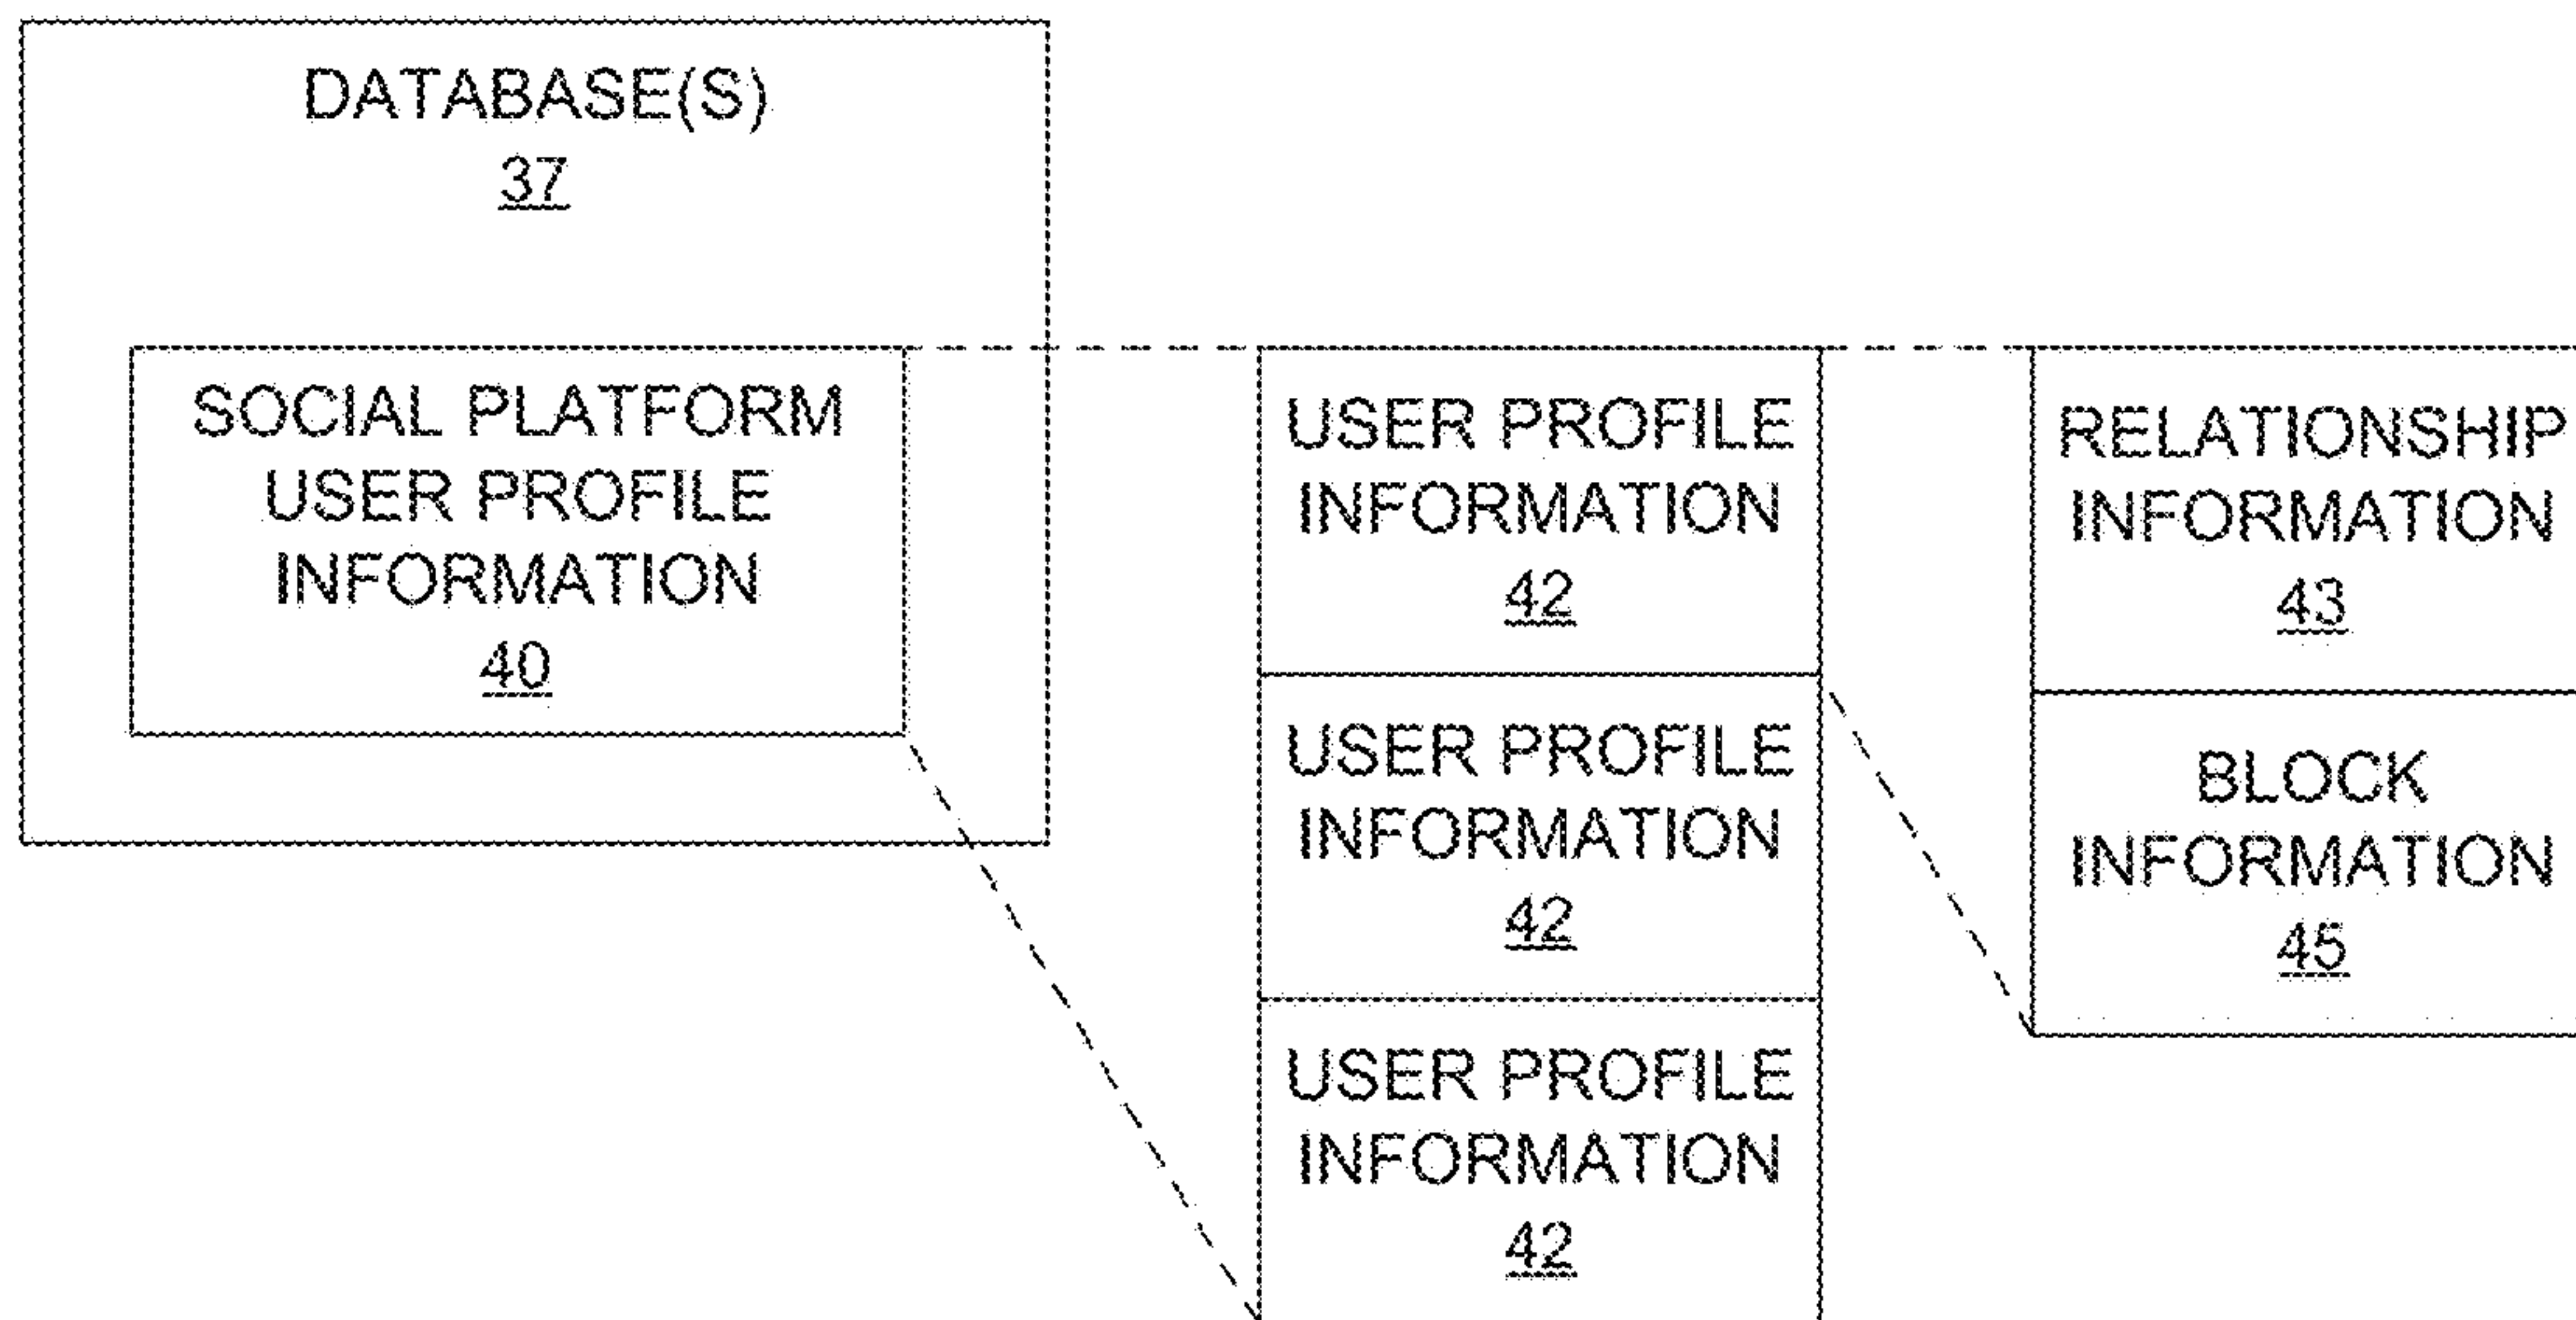 DATABASE(S)
37
SOCIAL PLATFORM
USER PROFILE
INFORMATION
40
USER PROFILE
INFORMATION
42
USER PROFILE
INFORMATION
42
USER PROFILE
INFORMATION
42
RELATIONSHIP
INFORMATION
43
BLOCK
INFORMATION
45